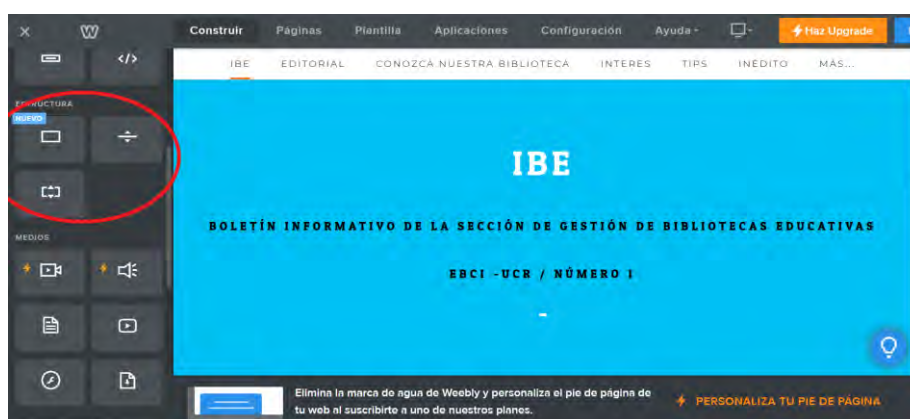 Construir Páginas Plantilla Aplicaciones Configuración Ayuda Haz Upgrade
IBE EDITORIAL CONOZCA NUESTRA BIBLIOTECA INTERES TIPS INEDITO MÁS...
ESTRUCTURA
NUEVO
MEDIOS
IBE
BOLETÍN INFORMATIVO DE LA SECCIÓN DE GESTIÓN DE BIBLIOTECAS EDUCATIVAS
EBCI -UCR / NÚMERO 1
-
Elimina la marca de agua de Weebly y personaliza el pie de página de
tu web al suscribirte a uno de nuestros planes.
PERSONALIZA TU PIE DE PÁGINA